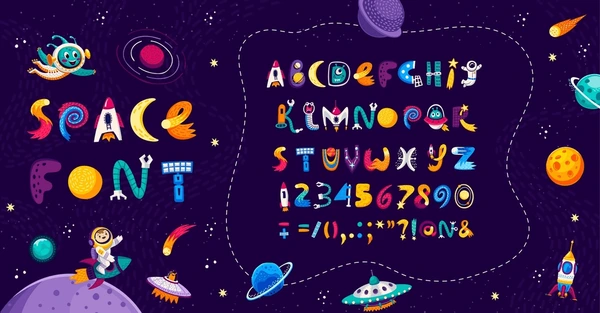 SPACE
FONT
ABCDEFGHIJ
KLMNOPQR
STUVWXYZ
1234567890
+=/(),.:;"*?!